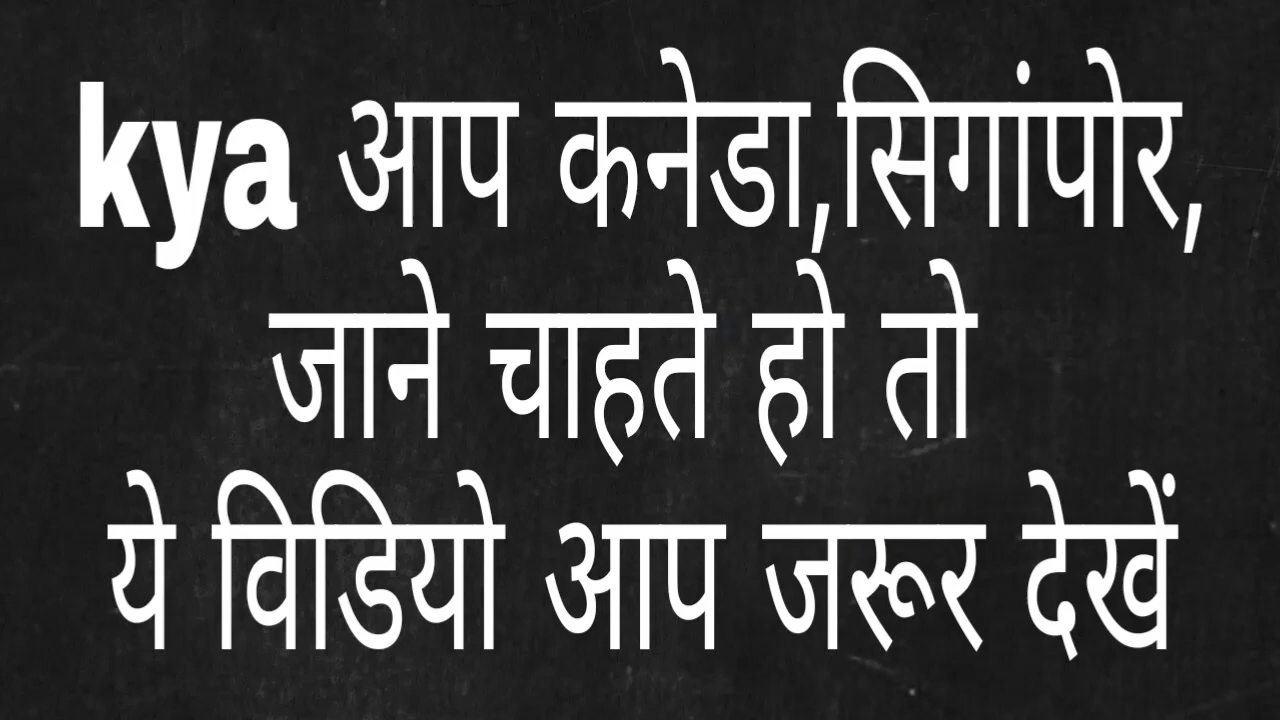 kya आप कनेडा,सिगांपोर,
जाने चाहते हो तो
ये विडियो आप जरूर देखें